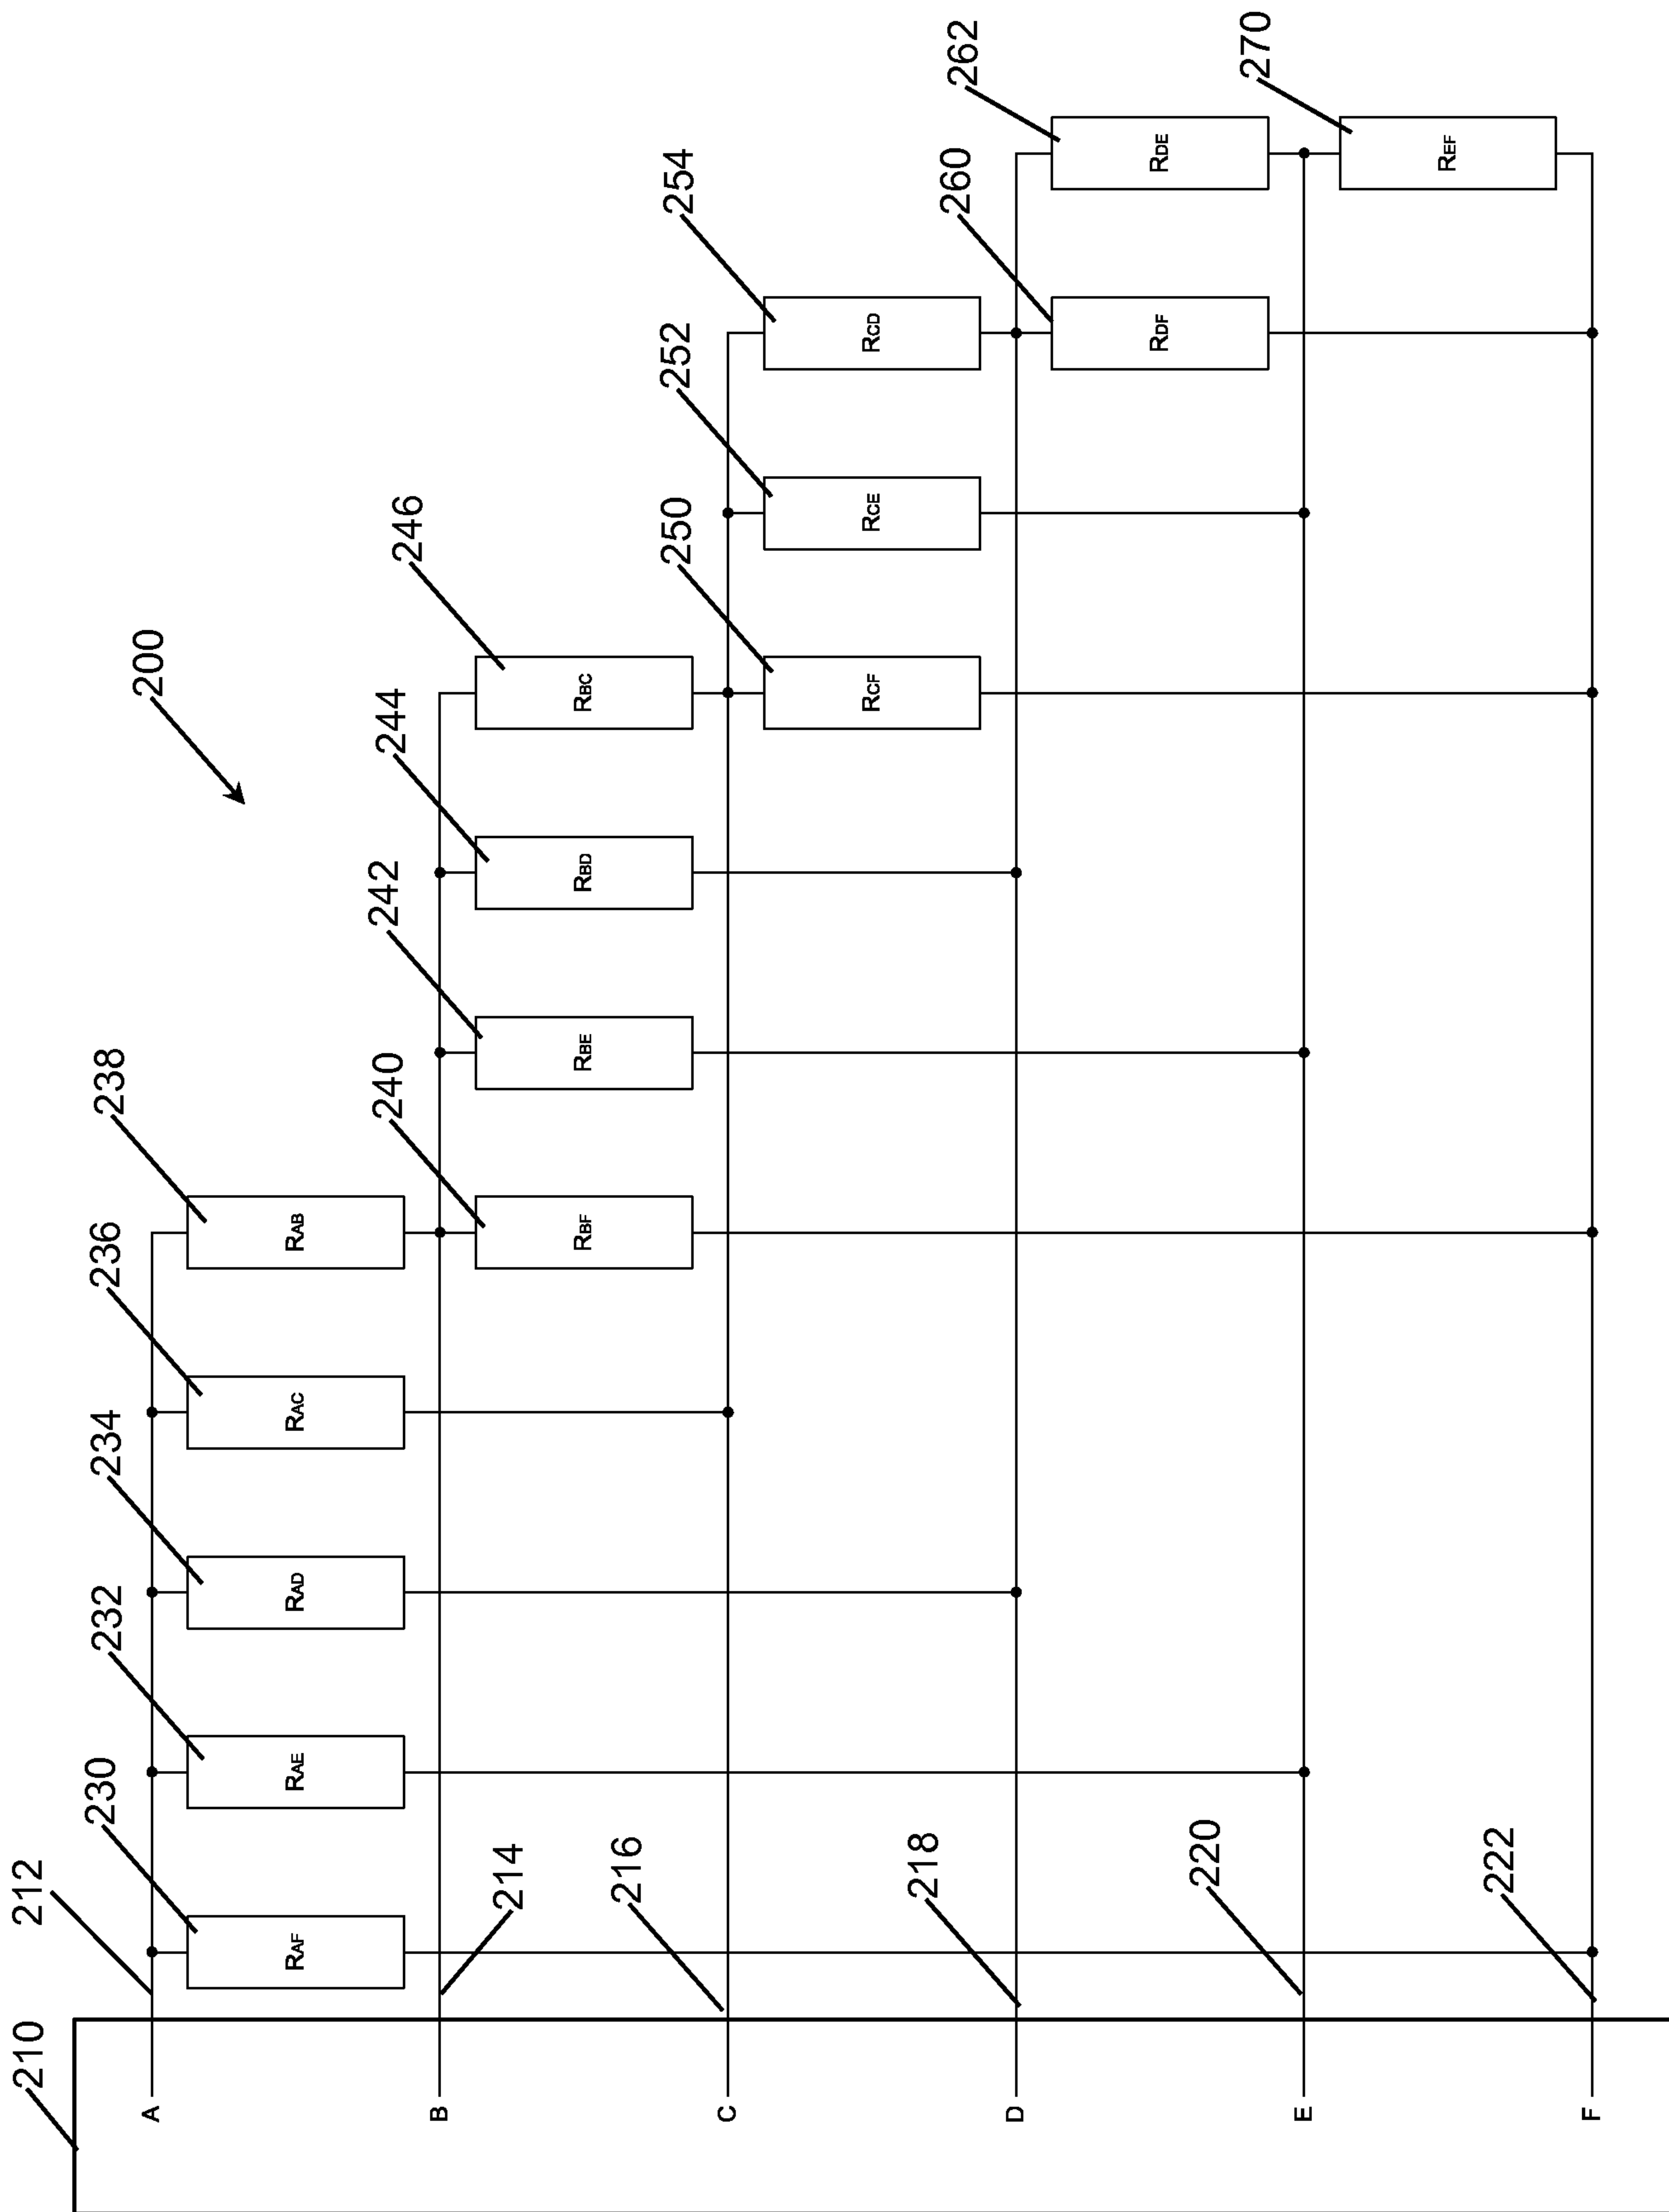 200
210
212
230
232
234
236
238
RAF
RAE
RAD
RAC
RAB
A
214
240
242
244
246
RBF
RBE
RBD
RBC
B
216
250
252
254
RCF
RCE
RCD
C
218
260
262
RDF
RDE
D
220
270
REF
E
222
F